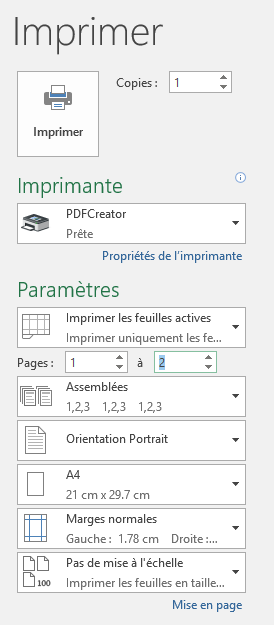 Imprimer
Imprimer
Copies : 1
Imprimante
PDFCreator
Prête
Propriétés de l'imprimante
Paramètres
Imprimer les feuilles actives
Imprimer uniquement les fe...
Pages : 1 à 2
Assemblées
1,2,3 1,2,3 1,2,3
Orientation Portrait
A4
21 cm x 29.7 cm
Marges normales
Gauche : 1.78 cm Droite :...
Pas de mise à l'échelle
100
Imprimer les feuilles en taille...
Mise en page